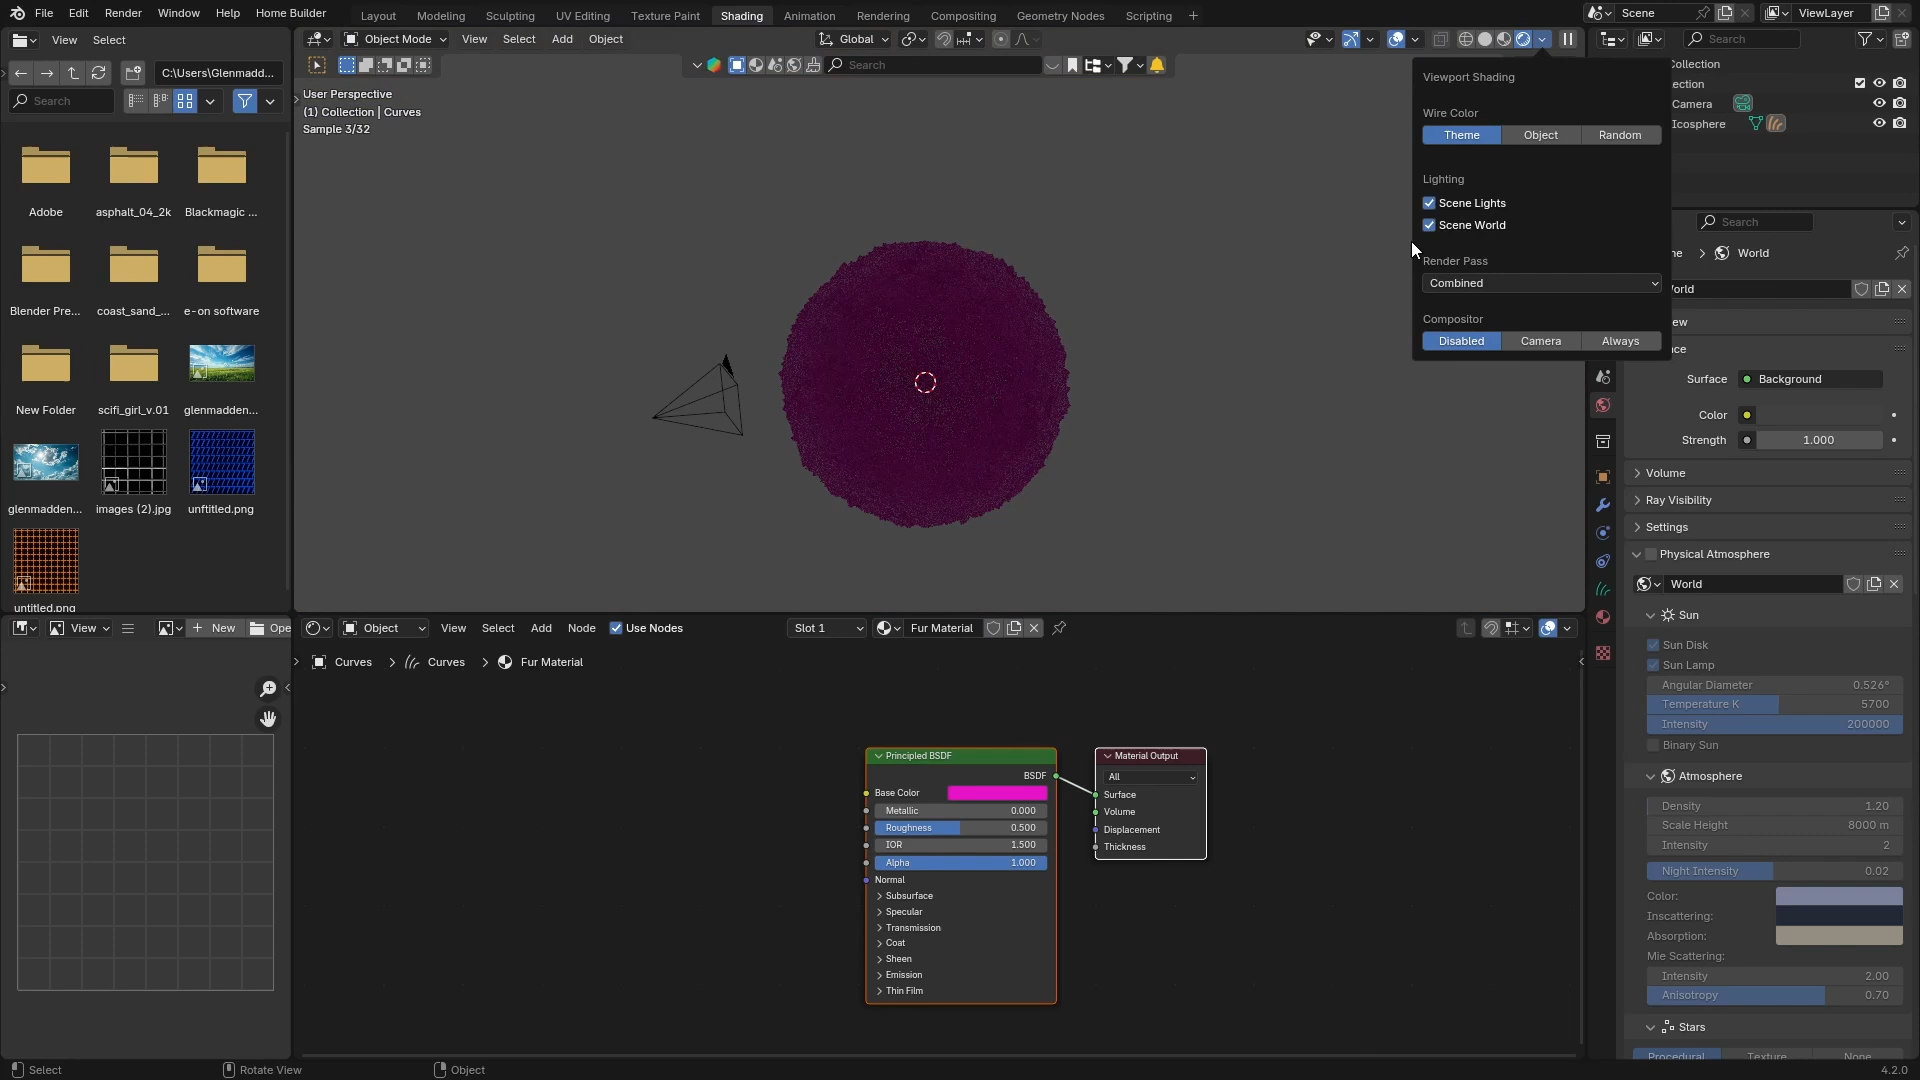 File Edit Render Window Help Home Builder Layout Modeling Sculpting UV Editing Texture Paint Shading Animation Rendering Compositing Geometry Nodes Scripting + Scene ViewLayer
View Select Object Mode View Select Add Object Global Search
C:\Users\Glenmadd... Search
Search
User Perspective
(1) Collection | Curves
Sample 3/32
Adobe asphalt_04_2k Blackmagic ...
Blender Pre... coast_sand_... e-on software
New Folder scifi_girl_v.01 glenmadden...
glenmadden... images (2).jpg unftitled.png
untitled.png
Viewport Shading
Wire Color
Theme Object Random
Lighting
Scene Lights
Scene World
Render Pass
Combined
Compositor
Disabled Camera Always
Collection
ection
Camera
Icosphere
Search
ne > World
orld
ew
ce
Surface Background
Color
Strength 1.000
Volume
Ray Visibility
Settings
Physical Atmosphere
World
Sun
Sun Disk
Sun Lamp
Angular Diameter 0.526°
Temperature K 5700
Intensity 200000
Binary Sun
Atmosphere
Density 1.20
Scale Height 8000 m
Intensity 2
Night Intensity 0.02
Color:
Inscattering:
Absorption:
Mie Scattering:
Intensity 2.00
Anisotropy 0.70
Stars
Procedural Texture None
View + New Ope
Object View Select Add Node Use Nodes Slot 1 Fur Material
Curves > Curves > Fur Material
Principled BSDF
BSDF
Base Color
Metallic 0.000
Roughness 0.500
IOR 1.500
Alpha 1.000
Normal
Subsurface
Specular
Transmission
Coat
Sheen
Emission
Thin Film
Material Output
All
Surface
Volume
Displacement
Thickness
Select Rotate View Object 4.2.0